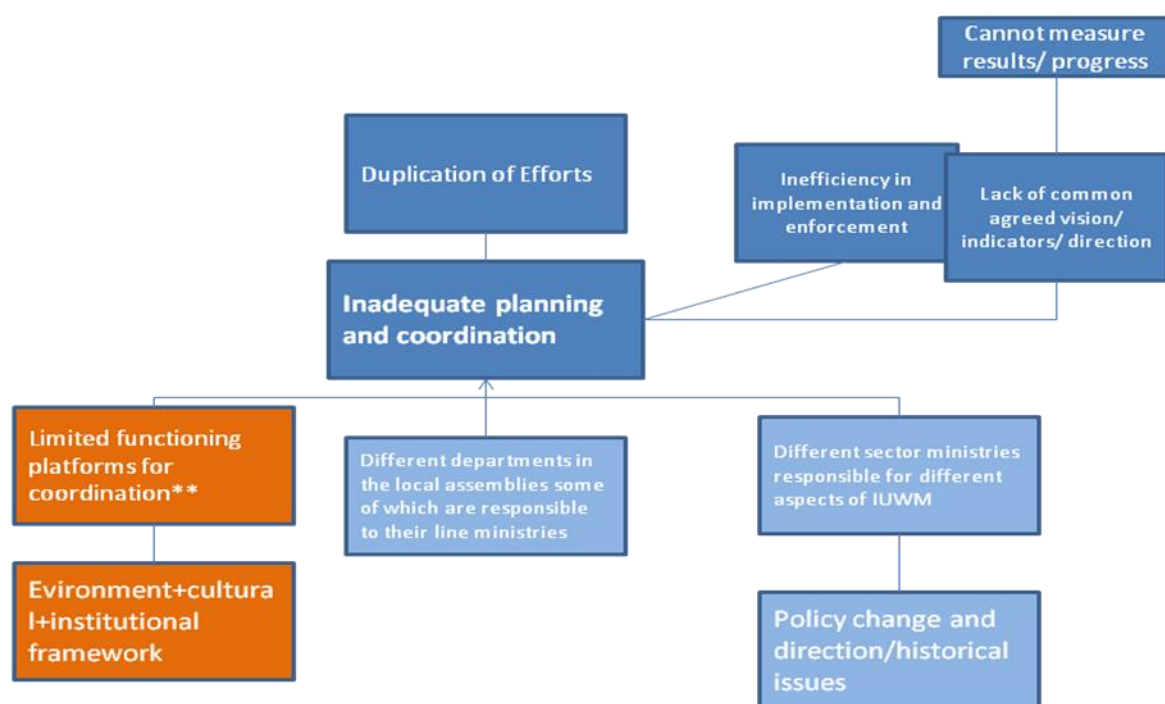 Cannot measure
results/ progress
Duplication of Efforts
Inefficiency in
implementation and
enforcement
Lack of common
agreed vision/
indicators/ direction
Inadequate planning
and coordination
Limited functioning
platforms for
coordination**
Different departments in
the local assemblies some
of which are responsible
to their line ministries
Different sector ministries
responsible for different
aspects of IUWM
Evironment+cultura
l+institutional
framework
Policy change and
direction/historical
issues